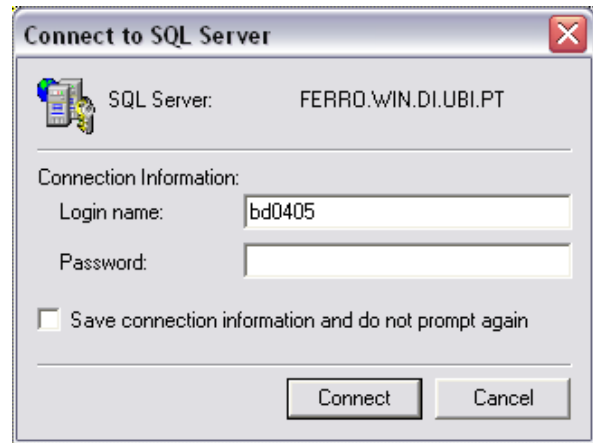 Connect to SQL Server
SQL Server: FERRO.WIN.DI.UBI.PT
Connection Information:
Login name: bd0405
Password:
Save connection information and do not prompt again
Connect Cancel